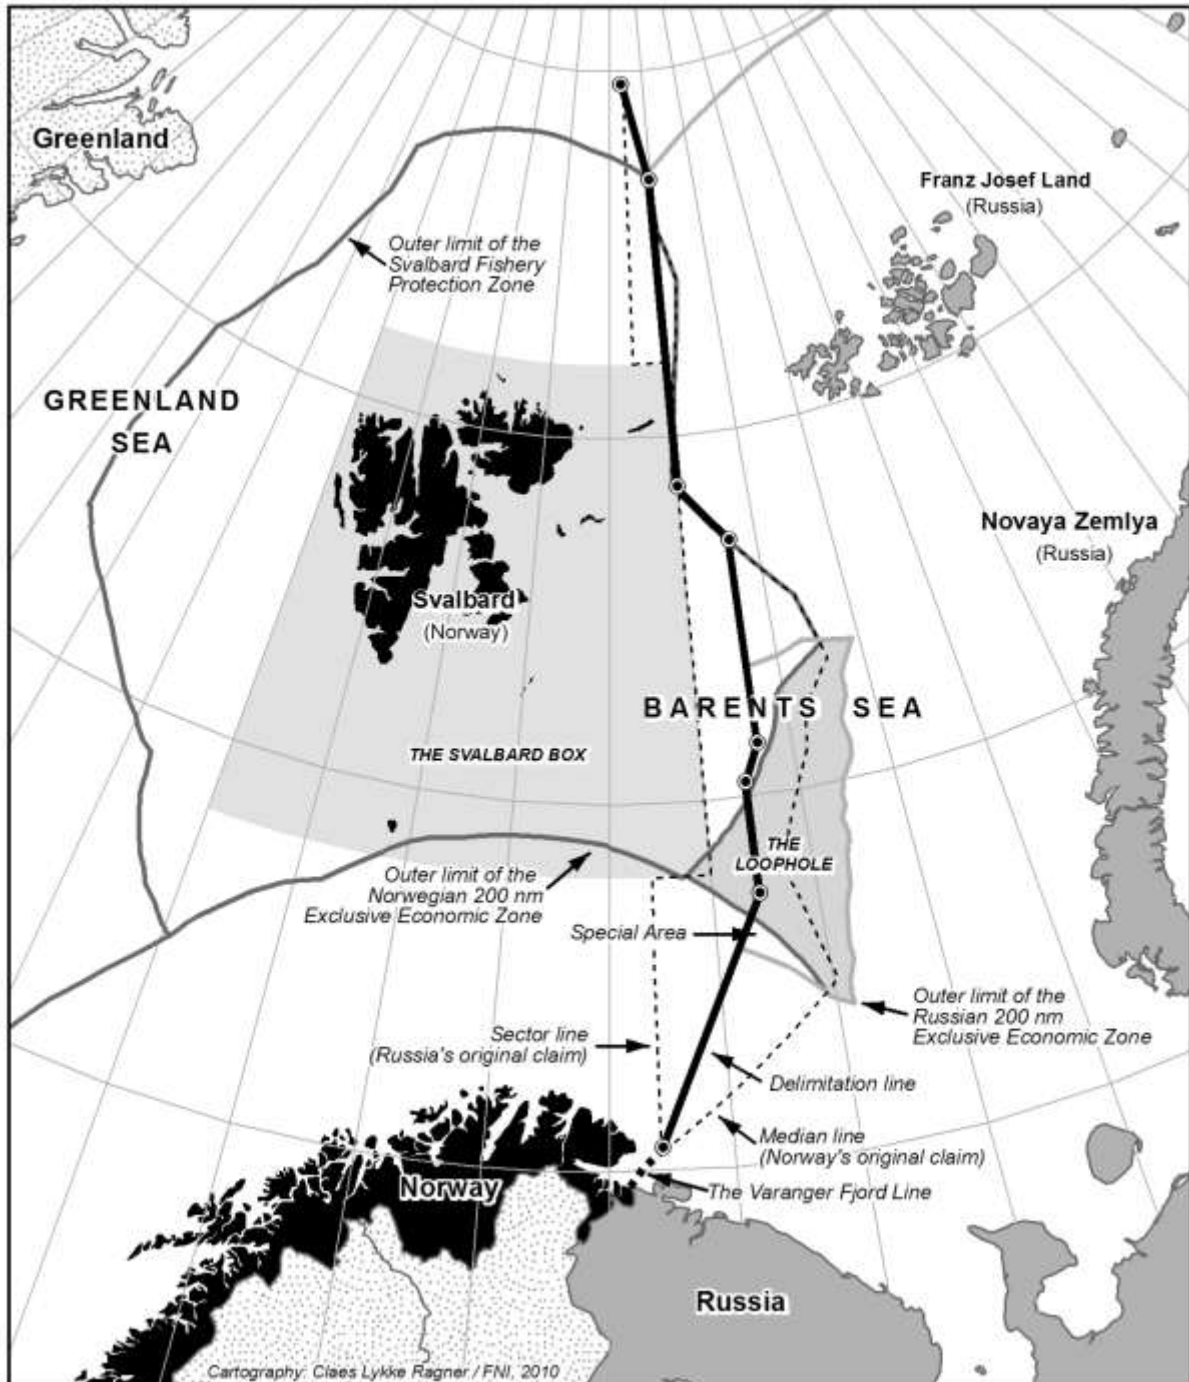 Greenland
Franz Josef Land
(Russia)
Outer limit of the
Svalbard Fishery
Protection Zone
GREENLAND
SEA
Novaya Zemlya
(Russia)
Svalbard
(Norway)
BARENTS SEA
THE SVALBARD BOX
THE
LOOPHOLE
Outer limit of the
Norwegian 200 nm
Exclusive Economic Zone
Special Area
Outer limit of the
Russian 200 nm
Exclusive Economic Zone
Sector line
(Russia's original claim)
Delimitation line
Median line
(Norway's original claim)
Norway
The Varanger Fjord Line
Russia
Cartography: Claes Lykke Ragner / FNI, 2010